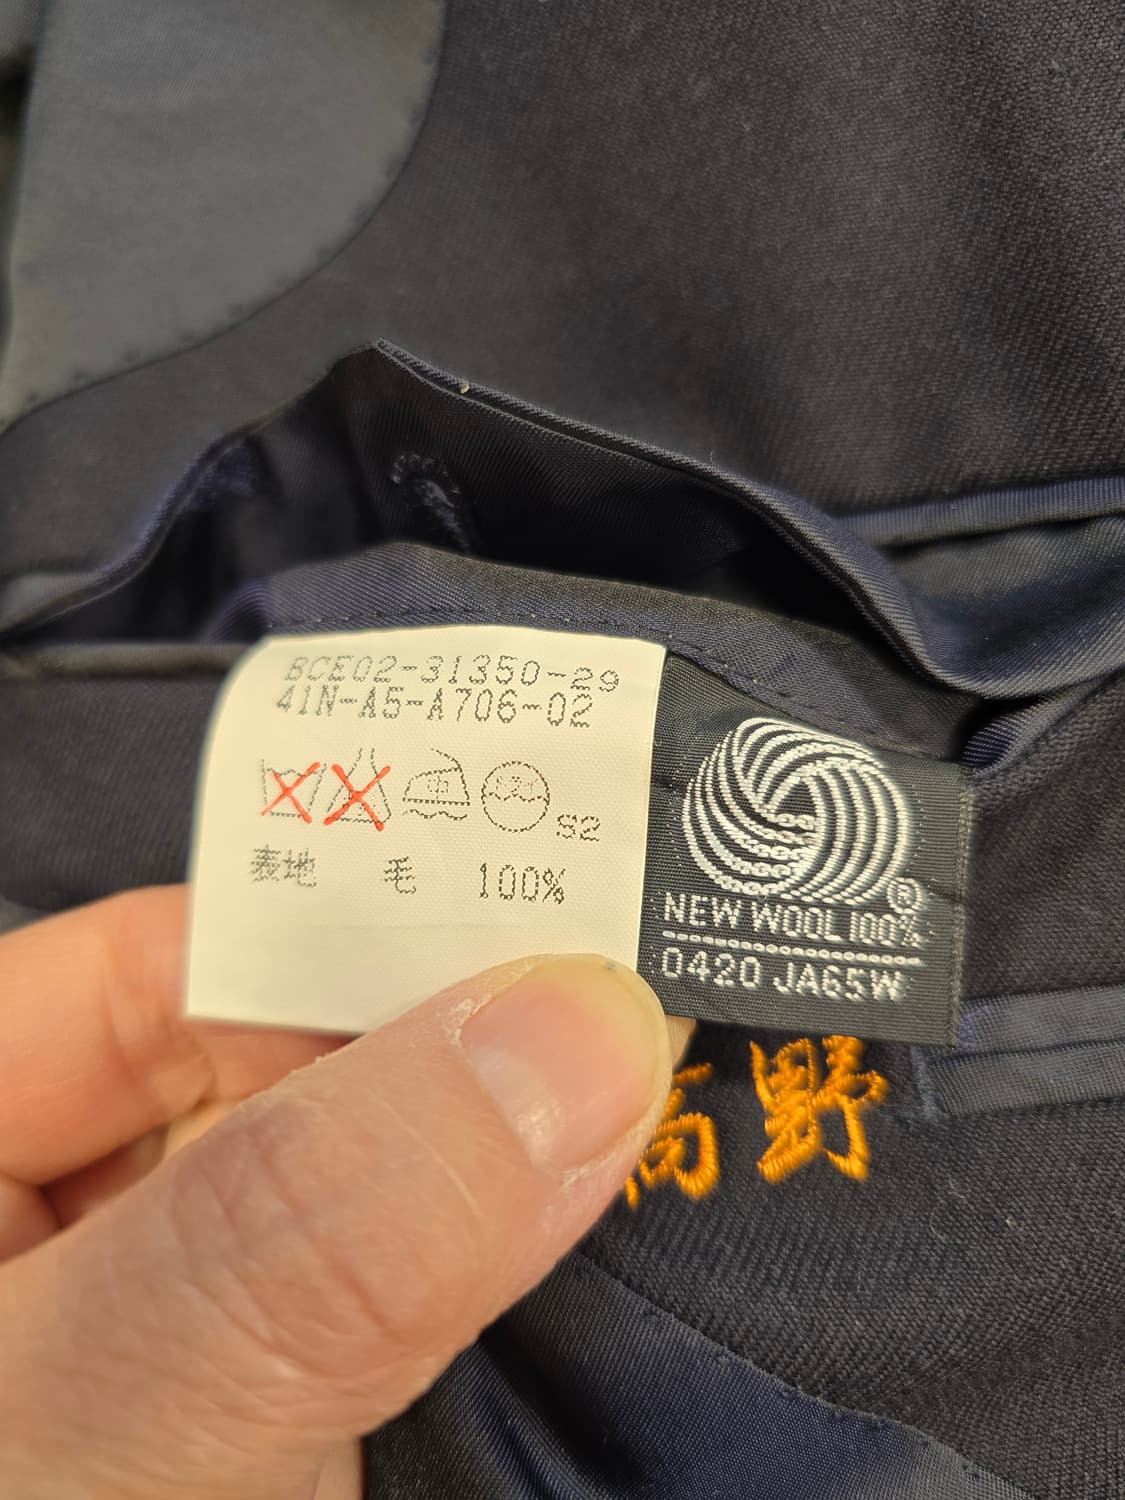 BCE02-31350-29
41N-A5-A706-02
中
S2
表地 毛 100%
®
NEW WOOL 100%
0420 JA65W
高野